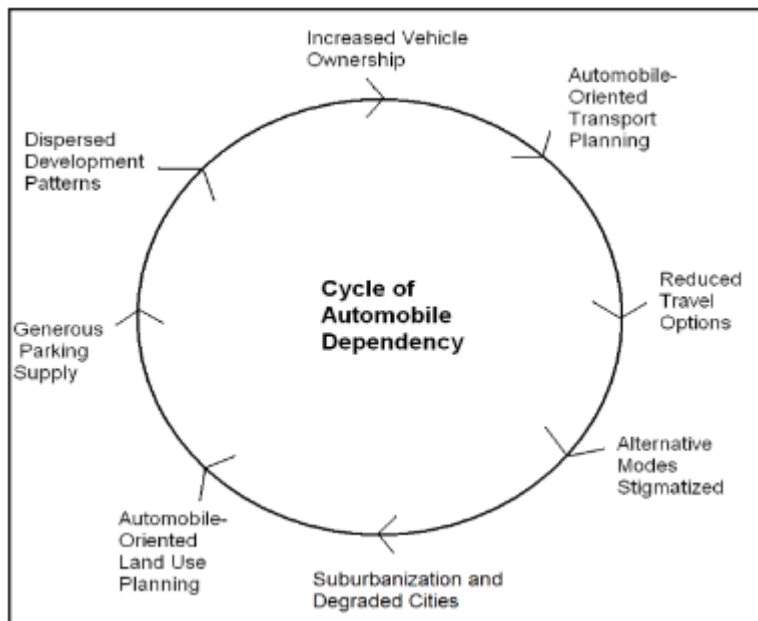 Increased Vehicle
Ownership
Automobile-
Oriented
Transport
Planning
Reduced
Travel
Options
Alternative
Modes
Stigmatized
Suburbanization and
Degraded Cities
Automobile-
Oriented
Land Use
Planning
Generous
Parking
Supply
Dispersed
Development
Patterns
Cycle of
Automobile
Dependency